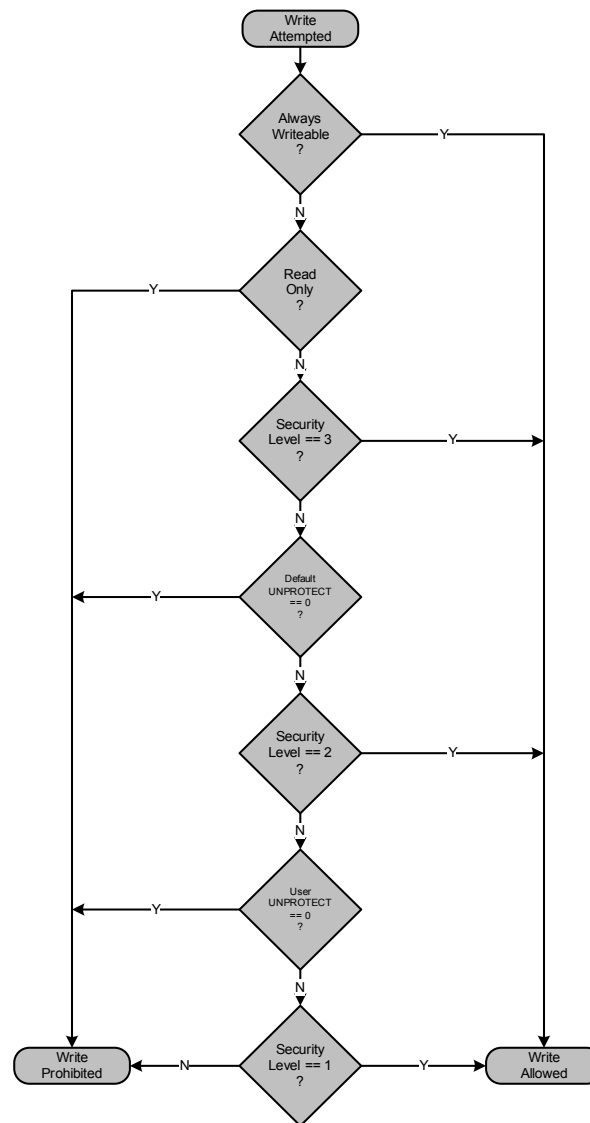 Write
Attempted
Always
Writeable
?
Y
N
Read
Only
?
Y
N
Security
Level == 3
?
Y
N
Default
UNPROTECT
== 0
?
Y
N
Security
Level == 2
?
Y
N
User
UNPROTECT
== 0
?
Y
N
Security
Level == 1
?
N
Y
Write
Prohibited
Write
Allowed